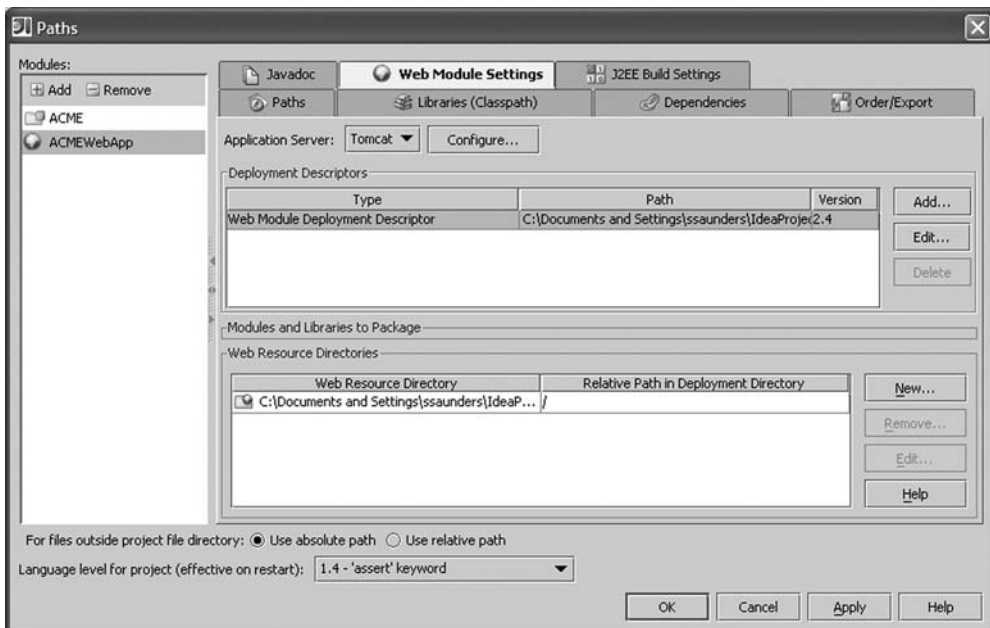 Paths
Modules:
Add Remove
ACME
ACMEWebApp
Javadoc Web Module Settings J2EE Build Settings
Paths Libraries (Classpath) Dependencies Order/Export
Application Server: Tomcat Configure...
Deployment Descriptors
Type Path Version
Web Module Deployment Descriptor C:\Documents and Settings\ssaunders\IdeaProje 2.4
Add...
Edit...
Delete
Modules and Libraries to Package
Web Resource Directories
Web Resource Directory Relative Path in Deployment Directory
C:\Documents and Settings\ssaunders\IdeaP... /
New...
Remove...
Edit...
Help
For files outside project file directory: Use absolute path Use relative path
Language level for project (effective on restart): 1.4 - 'assert' keyword
OK Cancel Apply Help